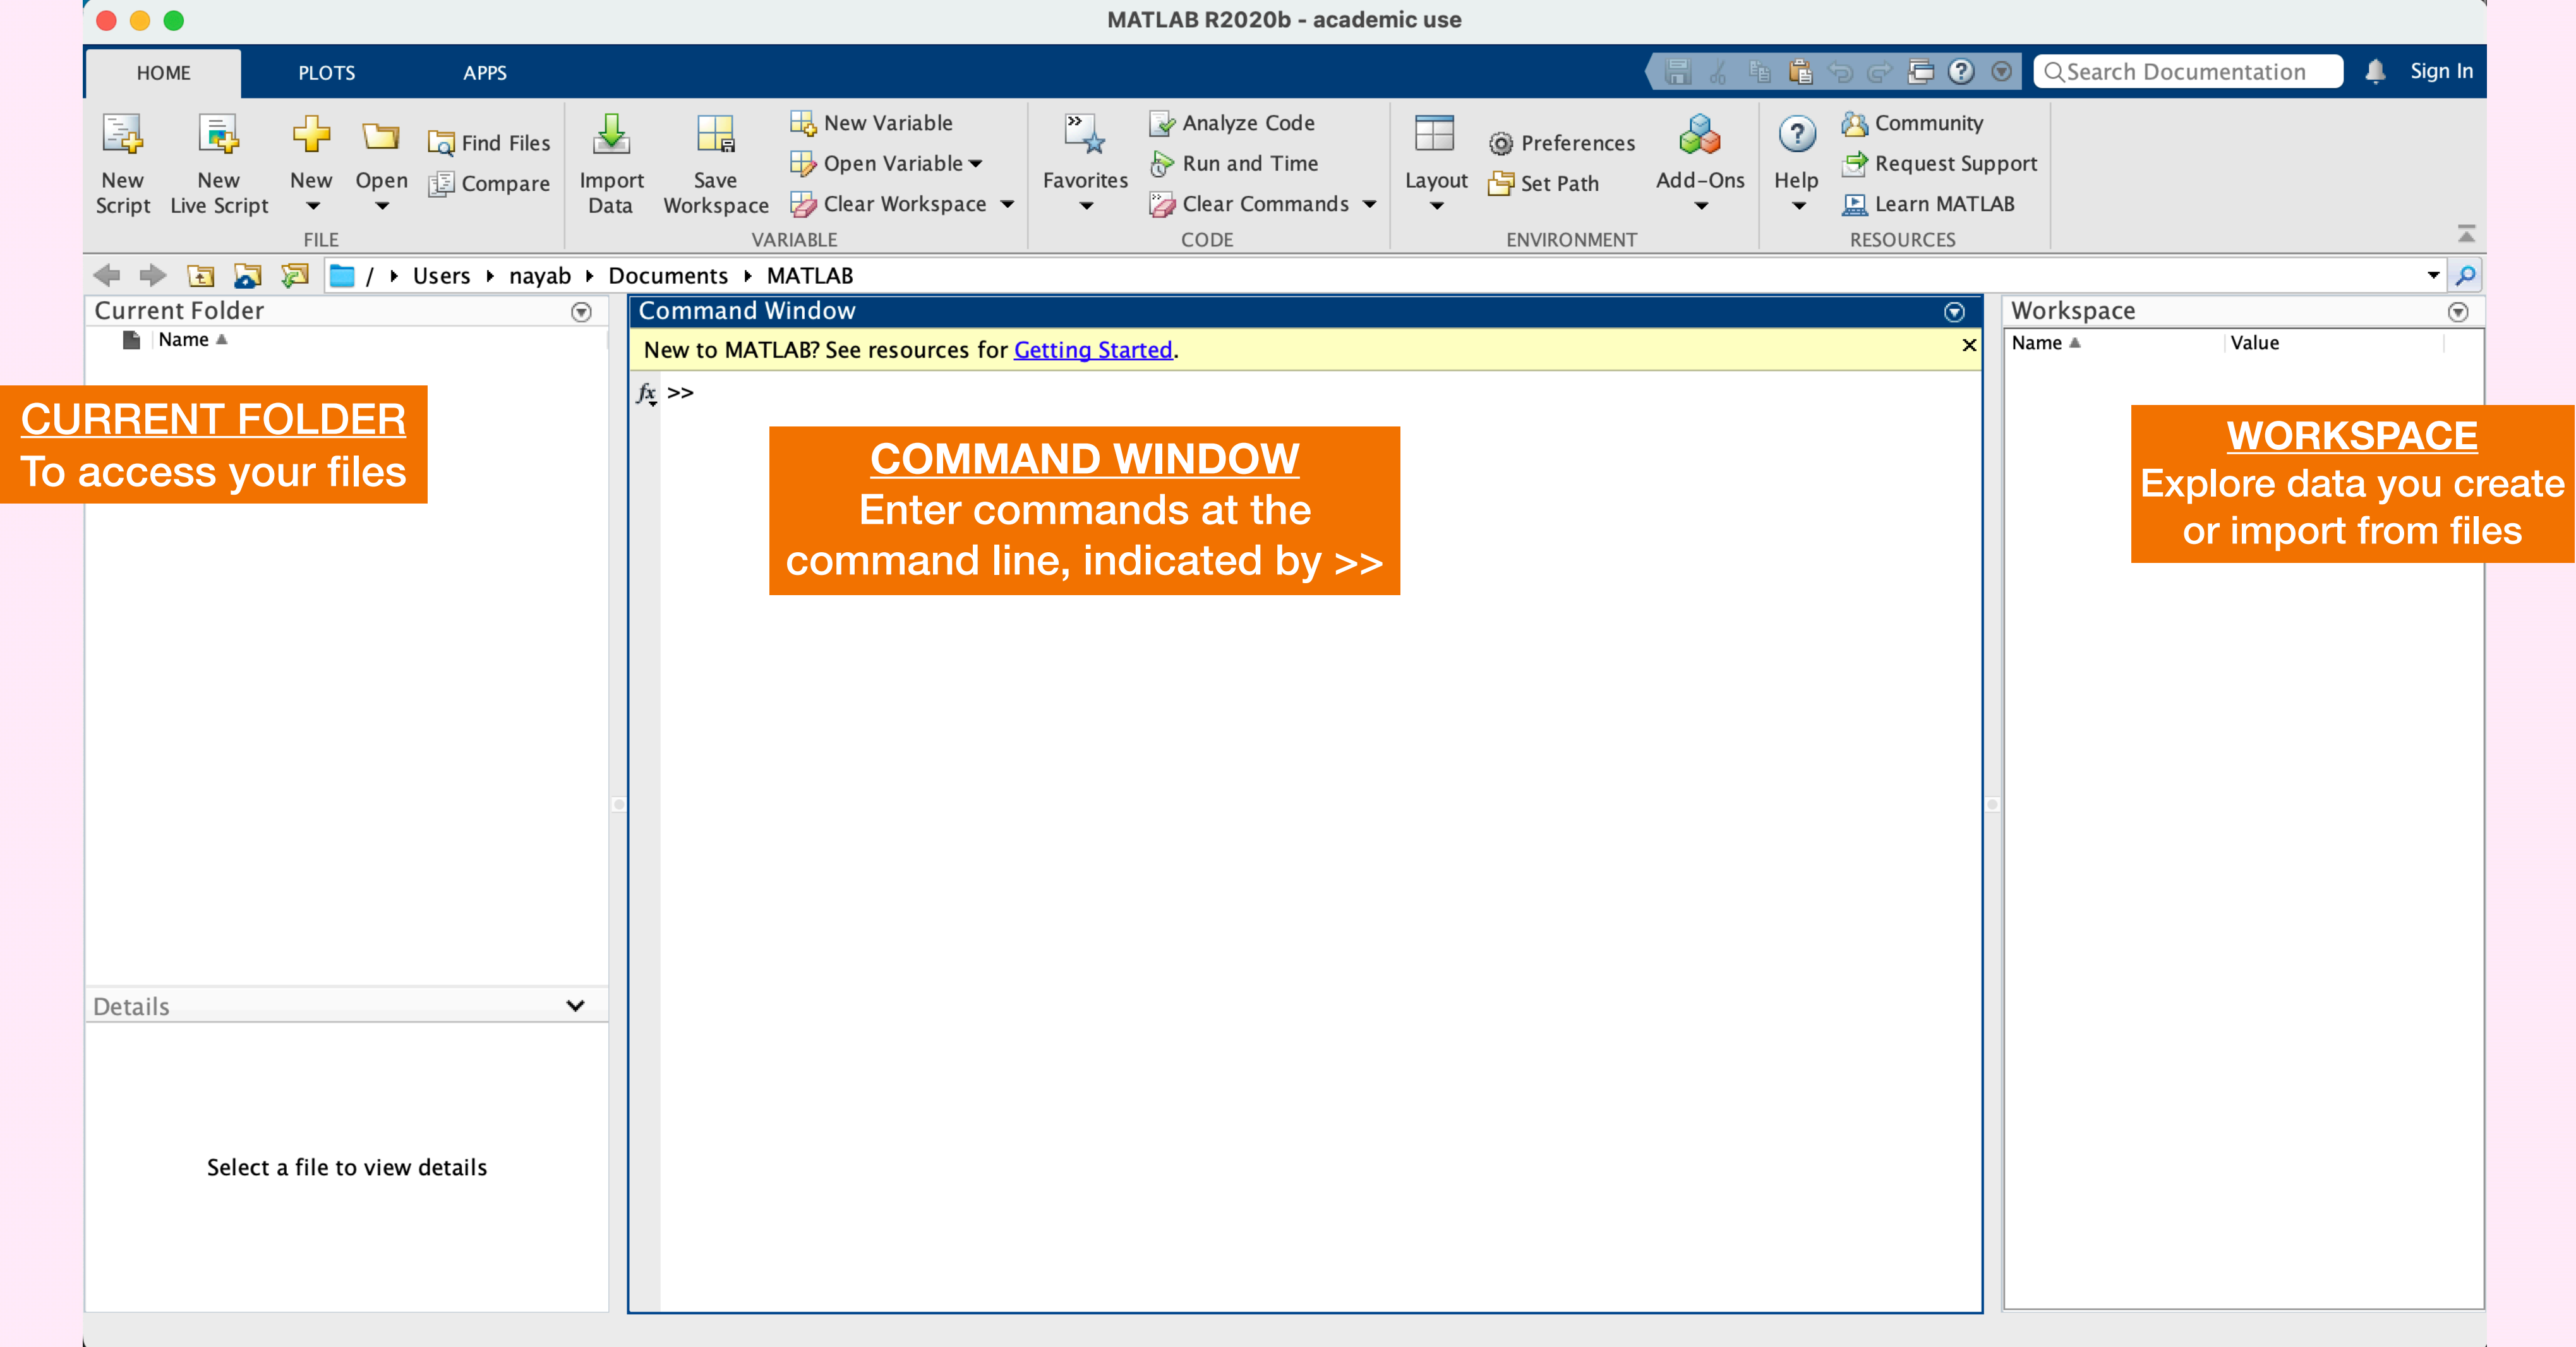 MATLAB R2020b - academic use
HOME PLOTS APPS Search Documentation Sign In
New Script
New Live Script
New
Open
Find Files
Compare
FILE
Import Data
Save Workspace
New Variable
Open Variable
Clear Workspace
VARIABLE
Favorites
Analyze Code
Run and Time
Clear Commands
CODE
Layout
Preferences
Set Path
Add-Ons
ENVIRONMENT
Help
Community
Request Support
Learn MATLAB
RESOURCES
/ Users nayab Documents MATLAB
Current Folder
Name
CURRENT FOLDER
To access your files
Details
Select a file to view details
Command Window
New to MATLAB? See resources for Getting Started.
fx >>
COMMAND WINDOW
Enter commands at the
command line, indicated by >>
Workspace
Name Value
WORKSPACE
Explore data you create
or import from files